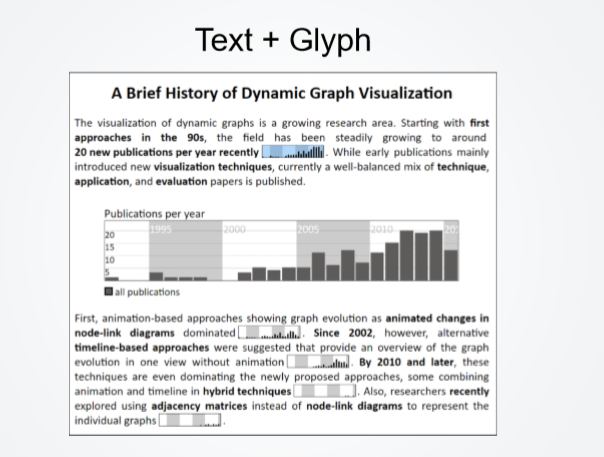 Text + Glyph
A Brief History of Dynamic Graph Visualization
The visualization of dynamic graphs is a growing research area. Starting with first
approaches in the 90s, the field has been steadily growing to around
20 new publications per year recently . While early publications mainly
introduced new visualization techniques, currently a well-balanced mix of technique,
application, and evaluation papers is published.
Publications per year
1995 2000 2005 2010 201
20
15
10
5
all publications
First, animation-based approaches showing graph evolution as animated changes in
node-link diagrams dominated . Since 2002, however, alternative
timeline-based approaches were suggested that provide an overview of the graph
evolution in one view without animation . By 2010 and later, these
techniques are even dominating the newly proposed approaches, some combining
animation and timeline in hybrid techniques . Also, researchers recently
explored using adjacency matrices instead of node-link diagrams to represent the
individual graphs .